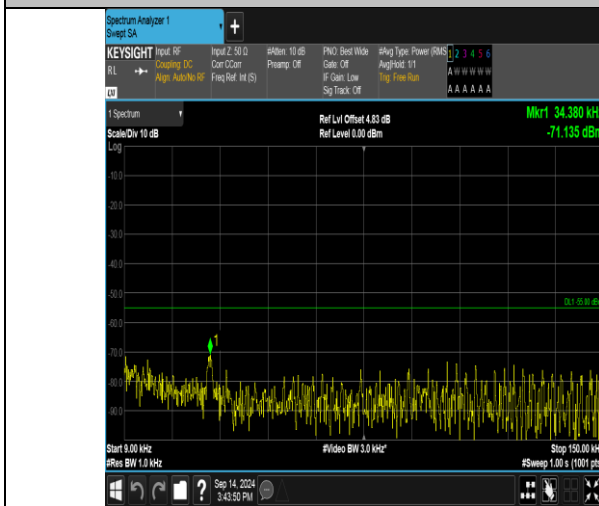 Spectrum Analyzer 1
Swept SA
+
KEYSIGHT Input: RF Input Z: 50 Ω #Atten: 10 dB PNO: Best Wide #Avg Type: Power (RMS 1 2 3 4 5 6
RL Coupling: DC Corr CCorr Preamp: Off Gate: Off Avg|Hold: 1/1 A W W W W W
Align: Auto/No RF Freq Ref: Int (S) IF Gain: Low Trig: Free Run
Sig Track: Off A A A A A A
1 Spectrum Ref Lvl Offset 4.83 dB Mkr1 34.380 kHz
Scale/Div 10 dB Ref Level 0.00 dBm -71.135 dBm
Log
-10.0
-20.0
-30.0
-40.0
-50.0
DL1 -55.00 dB
-60.0
1
-70.0
-80.0
-90.0
Start 9.00 kHz #Video BW 3.0 kHz* Stop 150.00 kH
#Res BW 1.0 kHz #Sweep 1.00 s (1001 pts
? Sep 14, 2024
3:43:50 PM